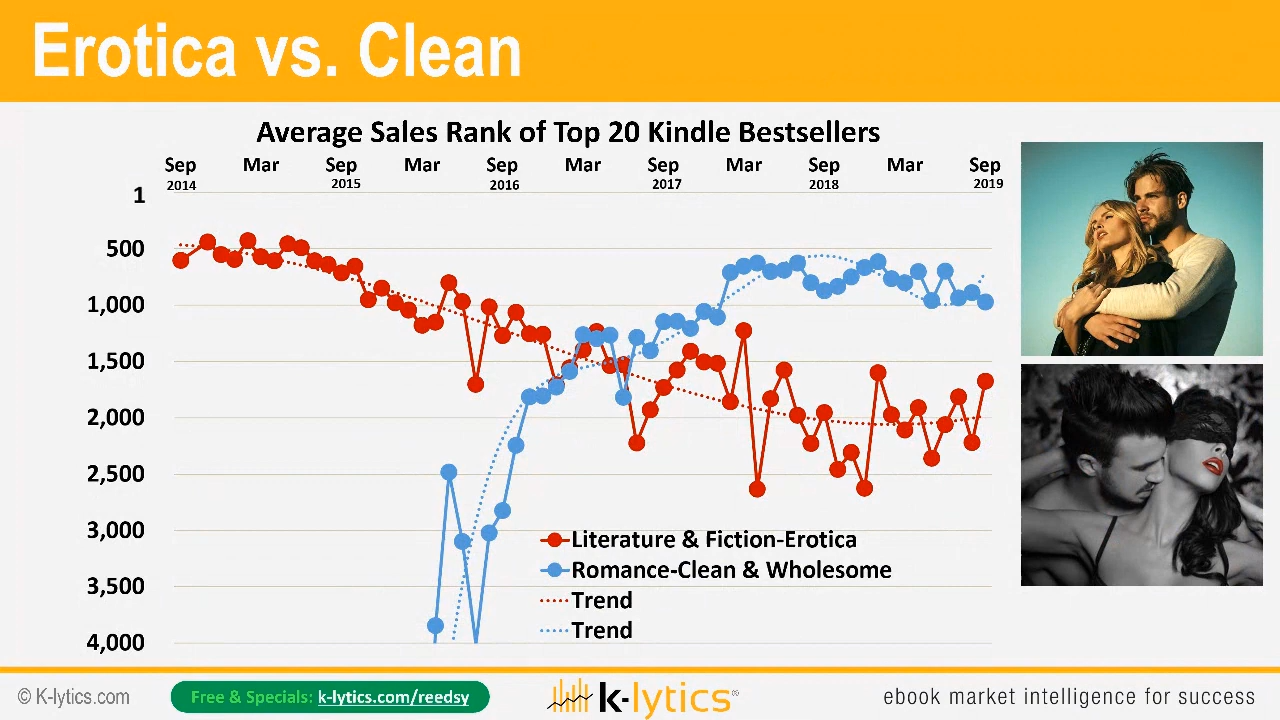 Erotica vs. Clean
Average Sales Rank of Top 20 Kindle Bestsellers
Sep Mar Sep Mar Sep Mar Sep Mar Sep Mar Sep
2014 2015 2016 2017 2018 2019
1
500
1,000
1,500
2,000
2,500
3,000
3,500
4,000
Literature & Fiction-Erotica
Romance-Clean & Wholesome
Trend
Trend
© K-lytics.com
Free & Specials: k-lytics.com/reedsy
k-lytics®
ebook market intelligence for success